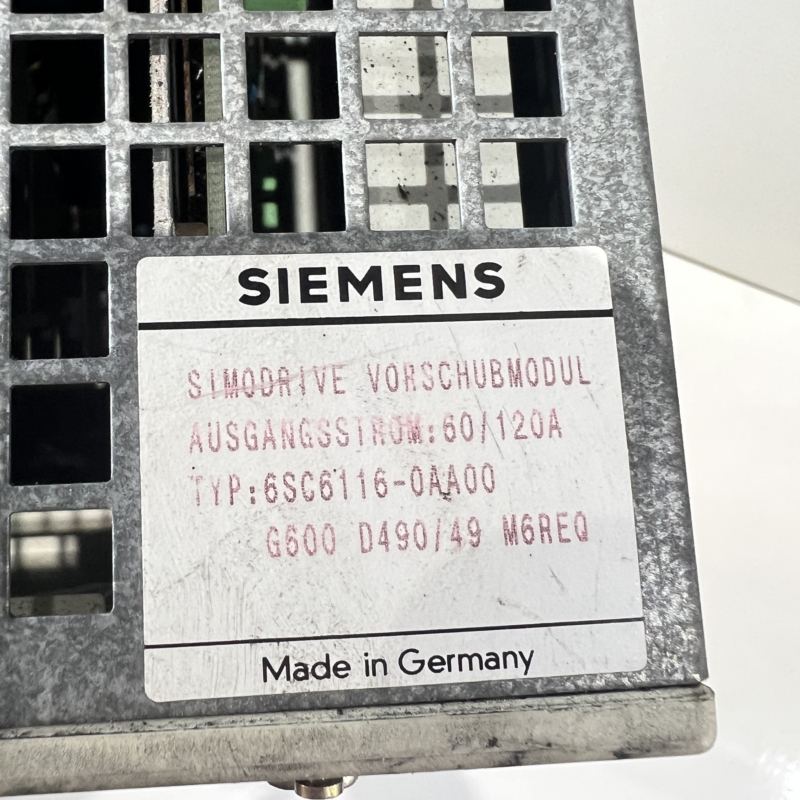 SIEMENS
SIMODRIVE VORSCHUBMODUL
AUSGANGSSTROM:60/120A
TYP:6SC6116-0AA00
G600 D490/49 M6REQ
Made in Germany